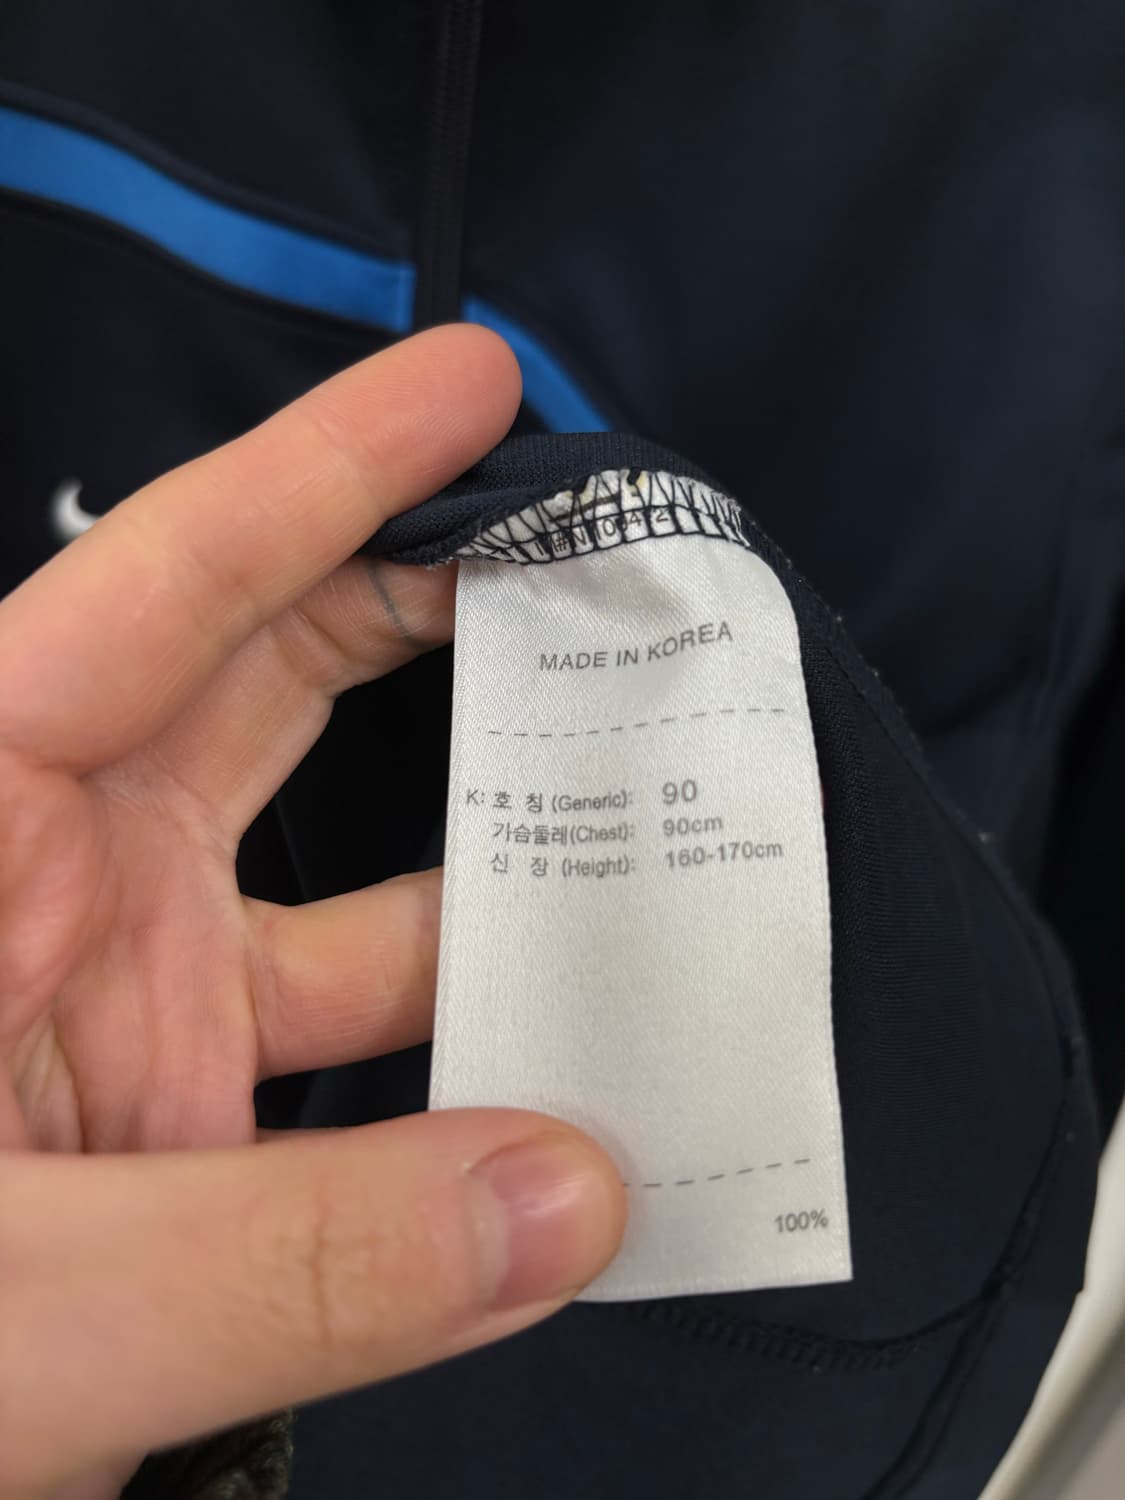 MADE IN KOREA
K: 호 칭 (Generic): 90
가슴둘레(Chest): 90cm
신 장 (Height): 160-170cm
100%